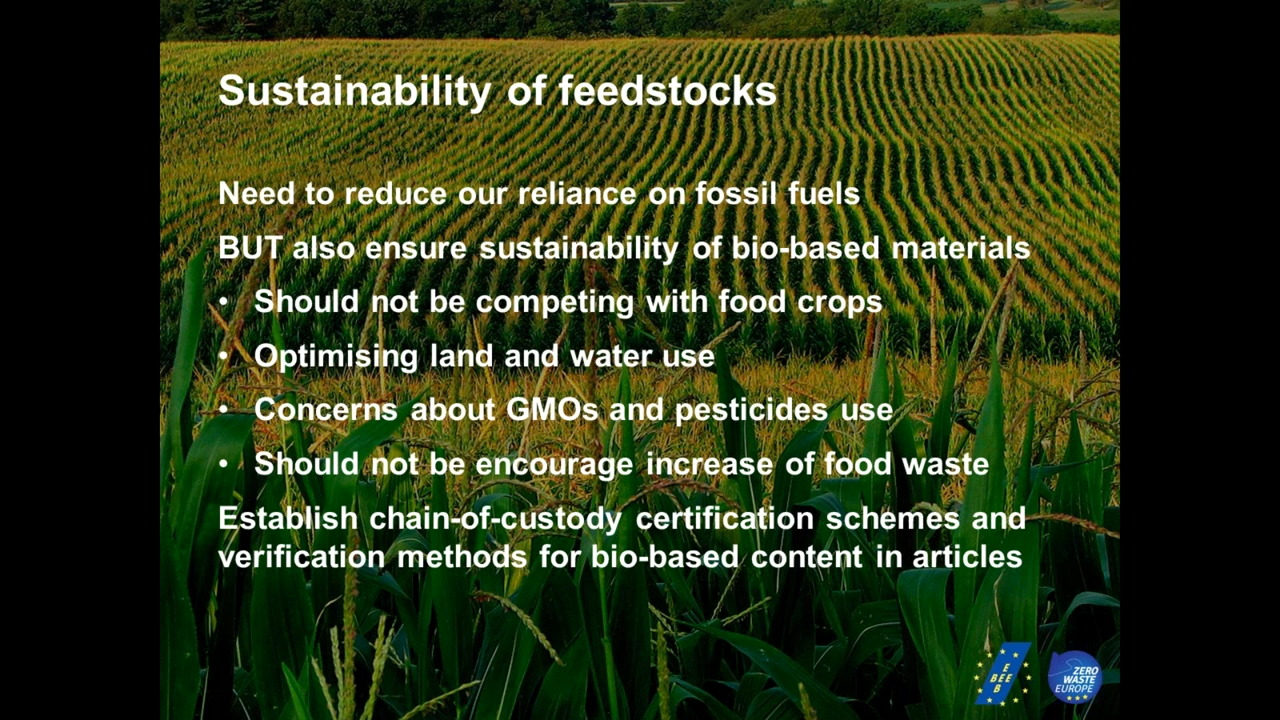 Sustainability of feedstocks
Need to reduce our reliance on fossil fuels
BUT also ensure sustainability of bio-based materials
• Should not be competing with food crops
• Optimising land and water use
• Concerns about GMOs and pesticides use
• Should not be encourage increase of food waste
Establish chain-of-custody certification schemes and
verification methods for bio-based content in articles
E
BEE
B
ZERO
WASTE
EUROPE